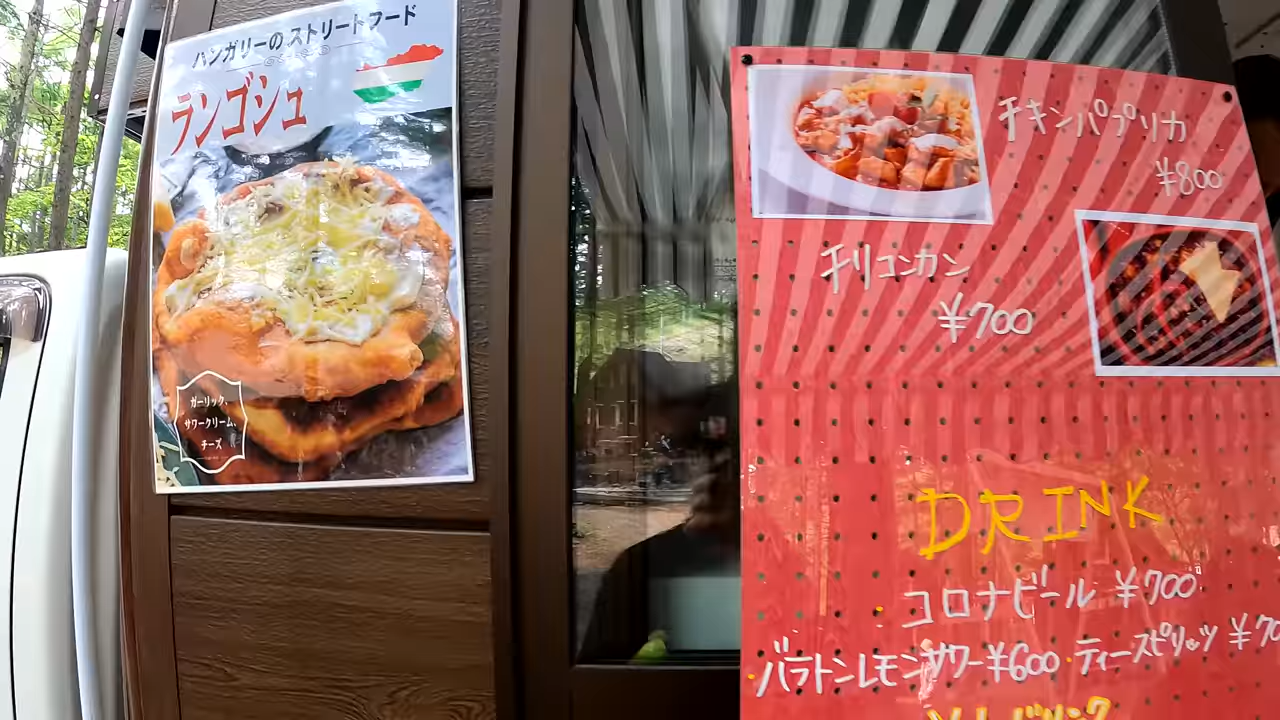 ハンガリーのストリートフード
ランゴシュ
ガーリック、
サワークリーム、
チーズ
チキンパプリカ
¥800
チリコンカン
¥700
DRINK
・コロナビール ¥700
・バラトンレモンサワー¥600・ティースピリッツ ¥70